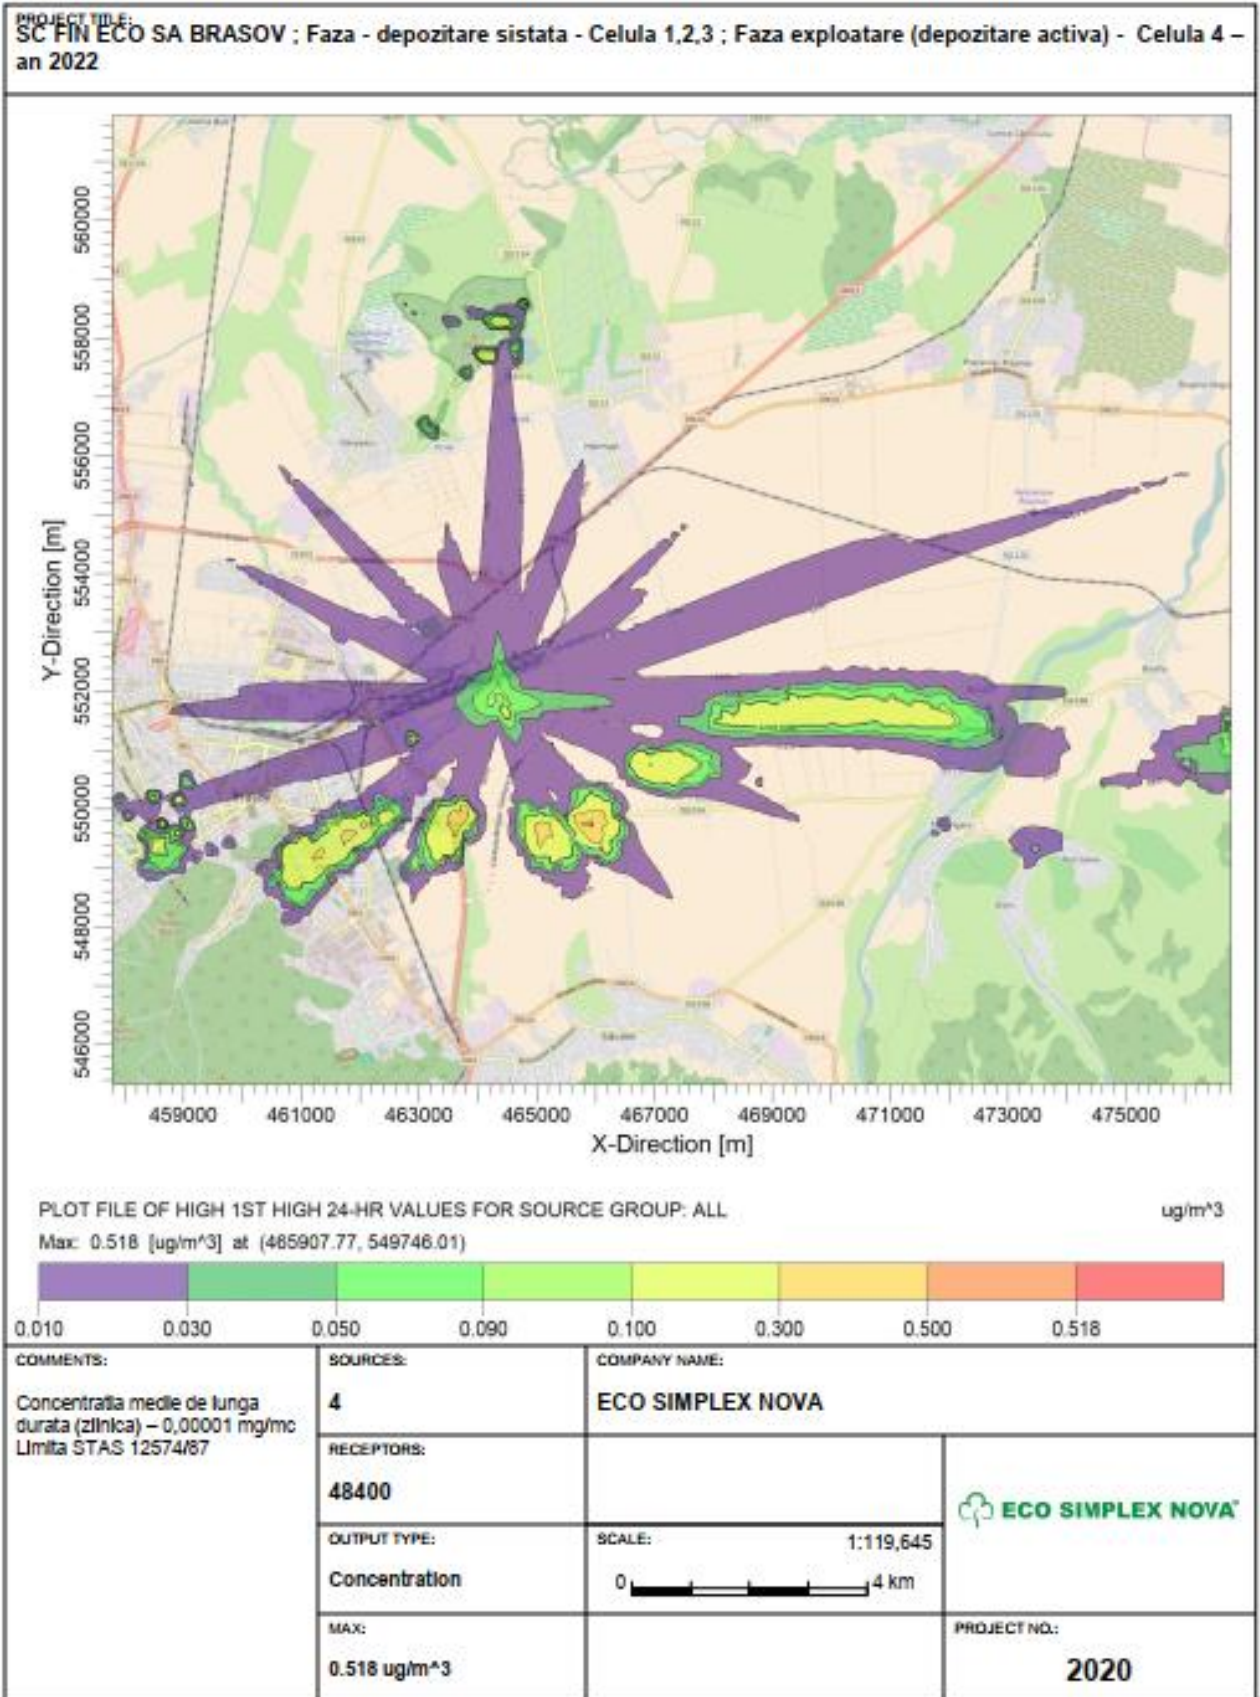 PROJECT TITLE:
SC FIN ECO SA BRASOV ; Faza - depozitare sistata - Celula 1,2,3 ; Faza exploatare (depozitare activa) - Celula 4 –
an 2022
Y-Direction [m]
560000
558000
556000
554000
552000
550000
548000
546000
459000 461000 463000 465000 467000 469000 471000 473000 475000
X-Direction [m]
PLOT FILE OF HIGH 1ST HIGH 24-HR VALUES FOR SOURCE GROUP: ALL ug/m^3
Max: 0.518 [ug/m^3] at (465907.77, 549746.01)
0.010 0.030 0.050 0.090 0.100 0.300 0.500 0.518
COMMENTS:
Concentratia medie de lunga
durata (zilnica) – 0,00001 mg/mc
Limita STAS 12574/87
SOURCES:
4
RECEPTORS:
48400
OUTPUT TYPE:
Concentration
MAX:
0.518 ug/m^3
COMPANY NAME:
ECO SIMPLEX NOVA
SCALE: 1:119,645
0 4 km
ECO SIMPLEX NOVA
PROJECT NO.:
2020